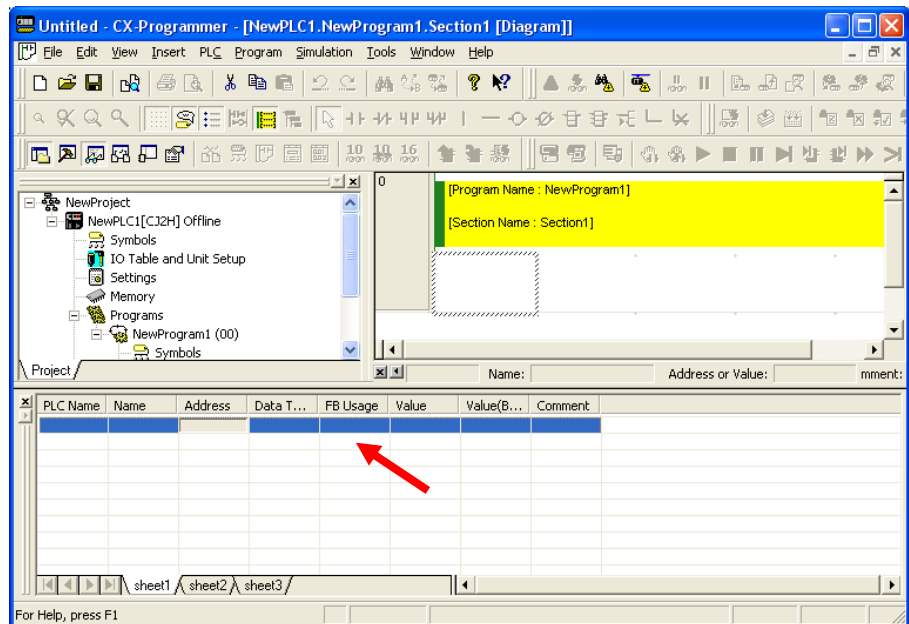 Untitled - CX-Programmer - [NewPLC1.NewProgram1.Section1 [Diagram]]
File Edit View Insert PLC Program Simulation Tools Window Help
10 10 16
NewProject
NewPLC1[CJ2H] Offline
Symbols
IO Table and Unit Setup
Settings
Memory
Programs
NewProgram1 (00)
Symbols
Project
0
[Program Name : NewProgram1]
[Section Name : Section1]
Name: Address or Value: mment:
PLC Name Name Address Data T... FB Usage Value Value(B... Comment
sheet1 sheet2 sheet3
For Help, press F1